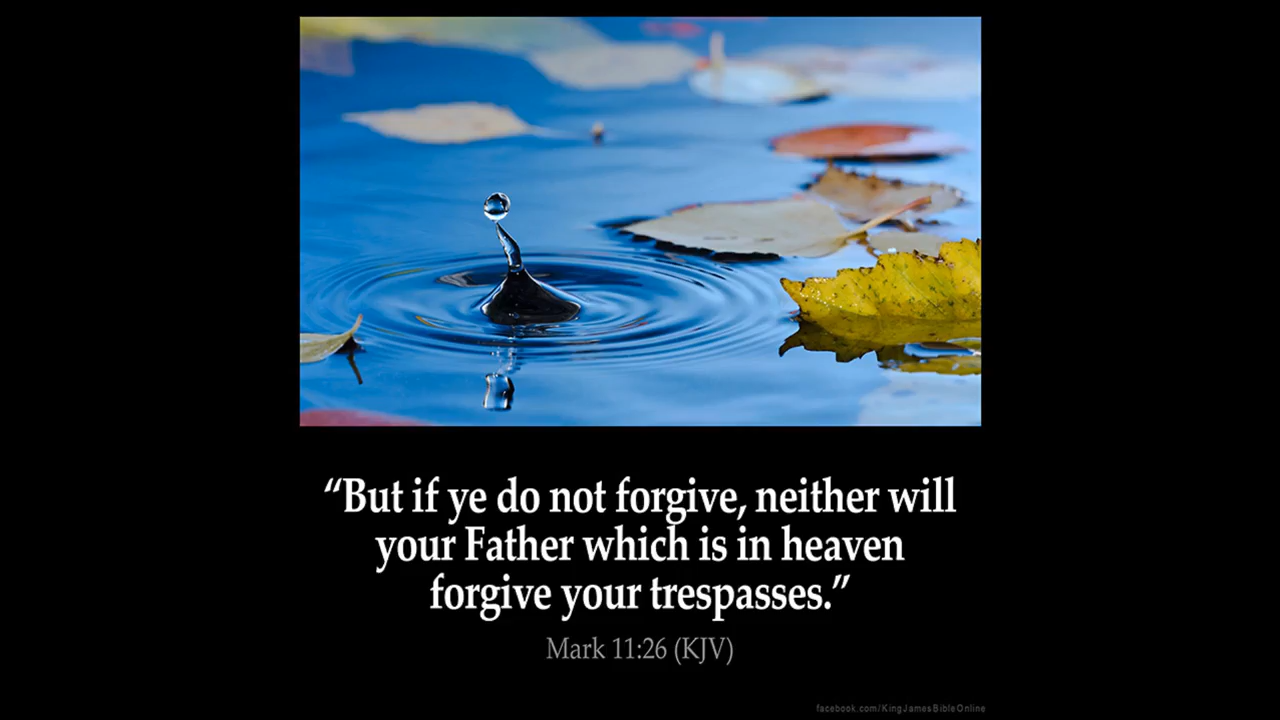 “But if ye do not forgive, neither will
your Father which is in heaven
forgive your trespasses.”
Mark 11:26 (KJV)
facebook.com/KingJamesBibleOnline